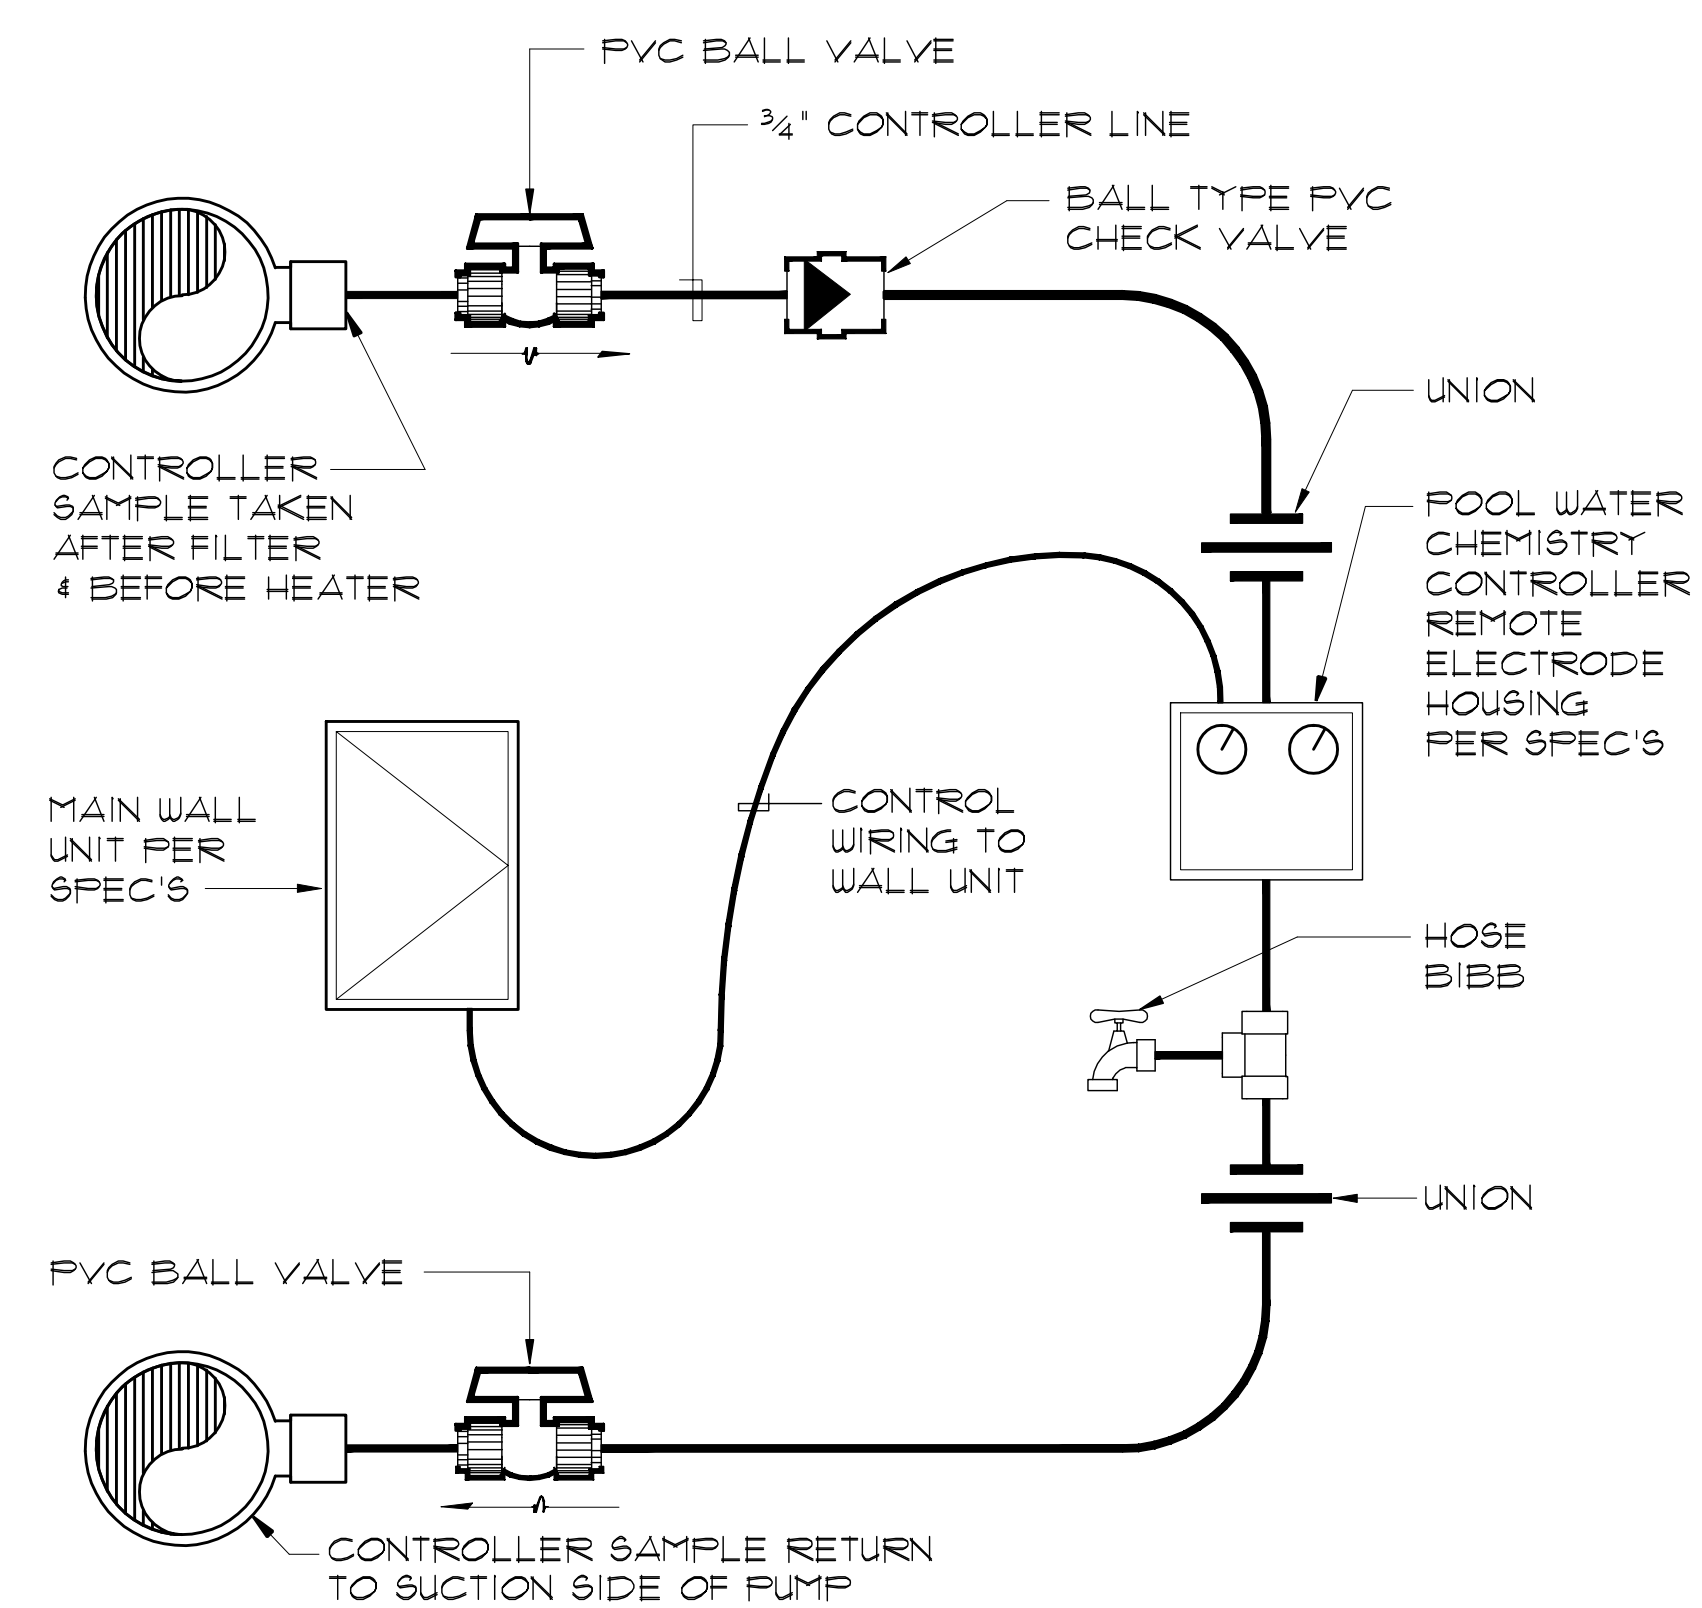 PVC BALL VALVE
3/4" CONTROLLER LINE
BALL TYPE PVC
CHECK VALVE
UNION
CONTROLLER
SAMPLE TAKEN
AFTER FILTER
& BEFORE HEATER
POOL WATER
CHEMISTRY
CONTROLLER
REMOTE
ELECTRODE
HOUSING
PER SPEC'S
MAIN WALL
UNIT PER
SPEC'S
CONTROL
WIRING TO
WALL UNIT
HOSE
BIBB
UNION
PVC BALL VALVE
CONTROLLER SAMPLE RETURN
TO SUCTION SIDE OF PUMP